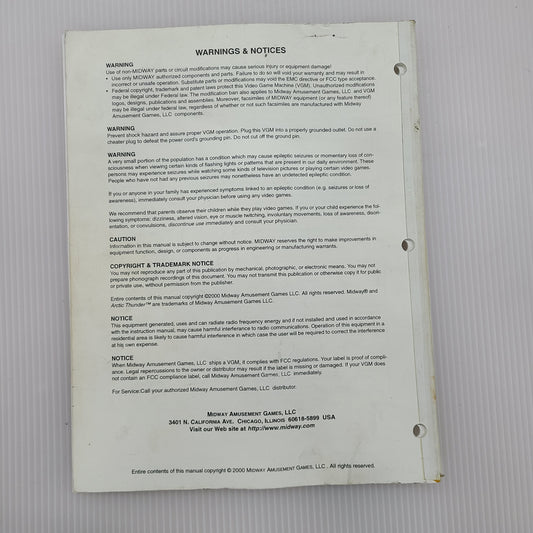 WARNINGS & NOTICES
WARNING
Use of non-MIDWAY parts or circuit modifications may cause serious injury or equipment damage!
• Use only MIDWAY authorized components and parts. Failure to do so will void your warranty and may result in
incorrect or unsafe operation. Substitute parts or modifications may void the EMC directive or FCC type acceptance.
• Federal copyright, trademark and patent laws protect this Video Game Machine (VGM). Unauthorized modifications
may be illegal under Federal law. The modification ban also applies to Midway Amusement Games, LLC. and VGM
logos, designs, publications and assemblies. Moreover, facsimiles of MIDWAY equipment (or any feature thereof)
may be illegal under federal law, regardless of whether or not such facsimiles are manufactured with Midway
Amusement Games, LLC components.
WARNING
Prevent shock hazard and assure proper VGM operation. Plug this VGM into a properly grounded outlet. Do not use a
cheater plug to defeat the power cord's grounding pin. Do not cut off the ground pin.
WARNING
A very small portion of the population has a condition which may cause epileptic seizures or momentary loss of con-
sciousness when viewing certain kinds of flashing lights or patterns that are present in our daily environment. These
persons may experience seizures while watching some kinds of television pictures or playing certain video games.
People who have not had any previous seizures may nonetheless have an undetected epileptic condition.
If you or anyone in your family has experienced symptoms linked to an epileptic condition (e.g. seizures or loss of
awareness), immediately consult your physician before using any video games.
We recommend that parents observe their children while they play video games. If you or your child experience the fol-
lowing symptoms: dizziness, altered vision, eye or muscle twitching, involuntary movements, loss of awareness, disori-
entation, or convulsions, discontinue use immediately and consult your physician.
CAUTION
Information in this manual is subject to change without notice. MIDWAY reserves the right to make improvements in
equipment function, design, or components as progress in engineering or manufacturing warrants.
COPYRIGHT & TRADEMARK NOTICE
You may not reproduce any part of this publication by mechanical, photographic, or electronic means. You may not
prepare phonograph recordings of this document. You may not transmit this publication or otherwise copy it for public
or private use, without permission from the publisher.
Entire contents of this manual copyright ©2000 Midway Amusement Games LLC. All rights reserved. Midway® and
Arctic Thunder™ are trademarks of Midway Amusement Games LLC.
NOTICE
This equipment generated, uses and can radiate radio frequency energy and if not installed and used in accordance
with the instruction manual, may cause harmful interference to radio communications. Operation of this equipment in a
residential area is likely to cause harmful interference in which case the user will be required to correct the interference
at his own expense.
NOTICE
When Midway Amusement Games, LLC ships a VGM, it complies with FCC regulations. Your label is proof of compli-
ance. Legal repercussions to the owner or distributor may result if the label is missing or damaged. If your VGM does
not contain an FCC compliance label, call Midway Amusement Games, LLC immediately.
For Service:Call your authorized Midway Amusement Games, LLC distributor.
MIDWAY AMUSEMENT GAMES, LLC
3401 N. CALIFORNIA AVE. CHICAGO, ILLINOIS 60618-5899 USA
Visit our Web site at http://www.midway.com
Entire contents of this manual copyright © 2000 MIDWAY AMUSEMENT GAMES, LLC . All rights reserved.